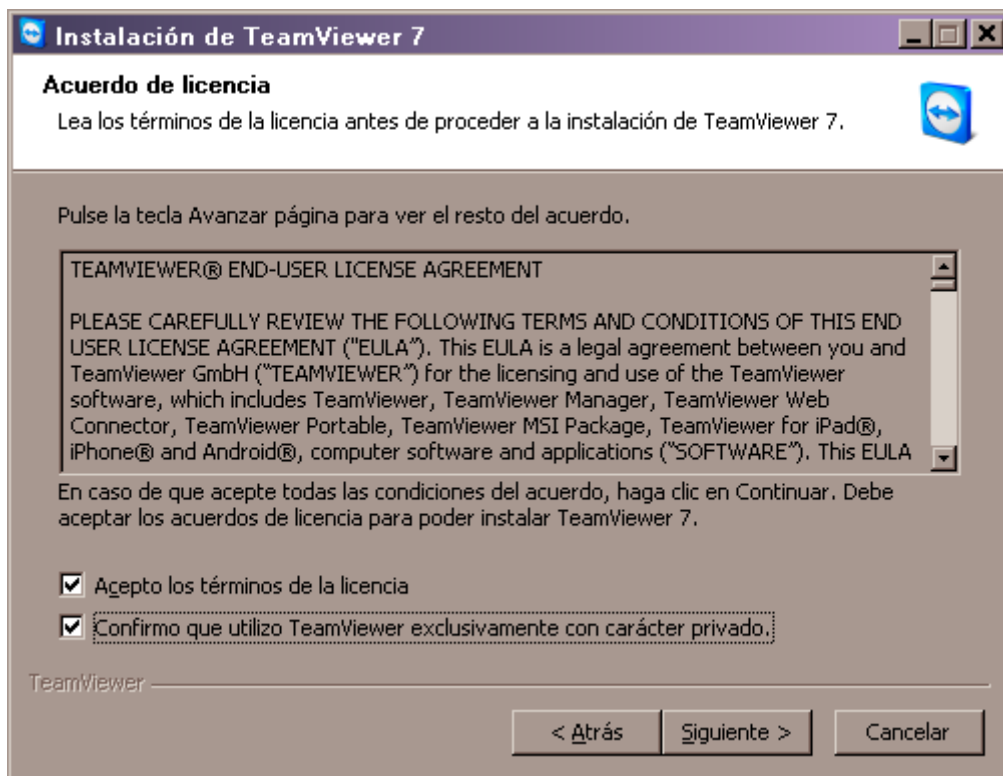 Instalación de TeamViewer 7
Acuerdo de licencia
Lea los términos de la licencia antes de proceder a la instalación de TeamViewer 7.
Pulse la tecla Avanzar página para ver el resto del acuerdo.
TEAMVIEWER® END-USER LICENSE AGREEMENT
PLEASE CAREFULLY REVIEW THE FOLLOWING TERMS AND CONDITIONS OF THIS END
USER LICENSE AGREEMENT ("EULA"). This EULA is a legal agreement between you and
TeamViewer GmbH ("TEAMVIEWER") for the licensing and use of the TeamViewer
software, which includes TeamViewer, TeamViewer Manager, TeamViewer Web
Connector, TeamViewer Portable, TeamViewer MSI Package, TeamViewer for iPad®,
iPhone® and Android®, computer software and applications ("SOFTWARE"). This EULA
En caso de que acepte todas las condiciones del acuerdo, haga clic en Continuar. Debe
aceptar los acuerdos de licencia para poder instalar TeamViewer 7.
Acepto los términos de la licencia
Confirmo que utilizo TeamViewer exclusivamente con carácter privado.
TeamViewer
< Atrás
Siguiente >
Cancelar